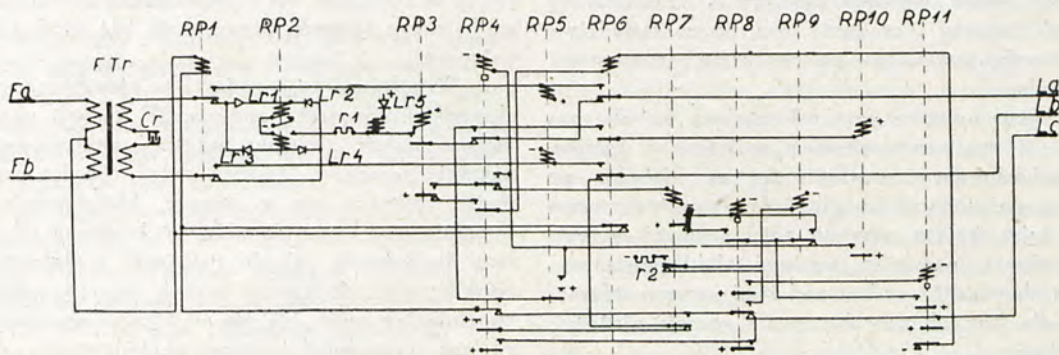 RP1 RP2 RP3 RP4 RP5 RP6 RP7 RP8 RP9 RP10 RP11
FTr
Fa Lr1 Lr2 Lr5 La
Cr r1 Lb
Lc
Fb Lr3 Lr4
r2